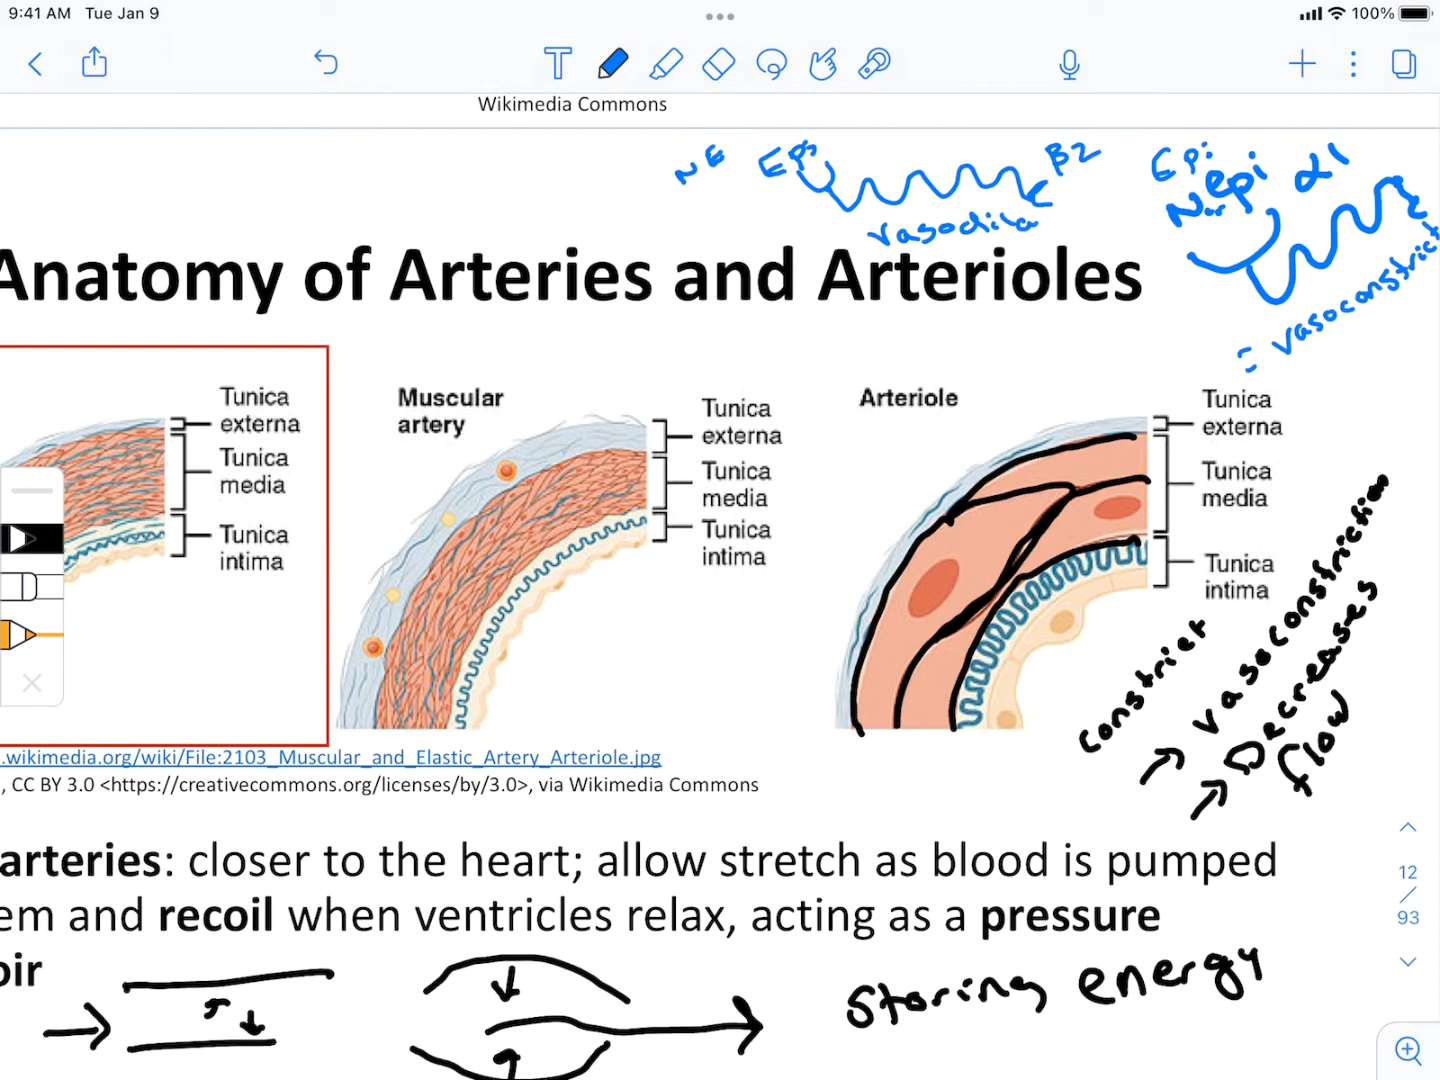 9:41 AM Tue Jan 9
100%
Wikimedia Commons
NE Epi β2
vasodila
Epi
Norepi α1
= vasoconstrict
Anatomy of Arteries and Arterioles
Tunica
externa
Tunica
media
Tunica
intima
Muscular
artery
Tunica
externa
Tunica
media
Tunica
intima
Arteriole
Tunica
externa
Tunica
media
Tunica
intima
constrict
→ vasoconstriction
→ Decreases
flow
.wikimedia.org/wiki/File:2103_Muscular_and_Elastic_Artery_Arteriole.jpg
, CC BY 3.0 <https://creativecommons.org/licenses/by/3.0>, via Wikimedia Commons
arteries: closer to the heart; allow stretch as blood is pumped
em and recoil when ventricles relax, acting as a pressure
oir
storing energy
12
/
93